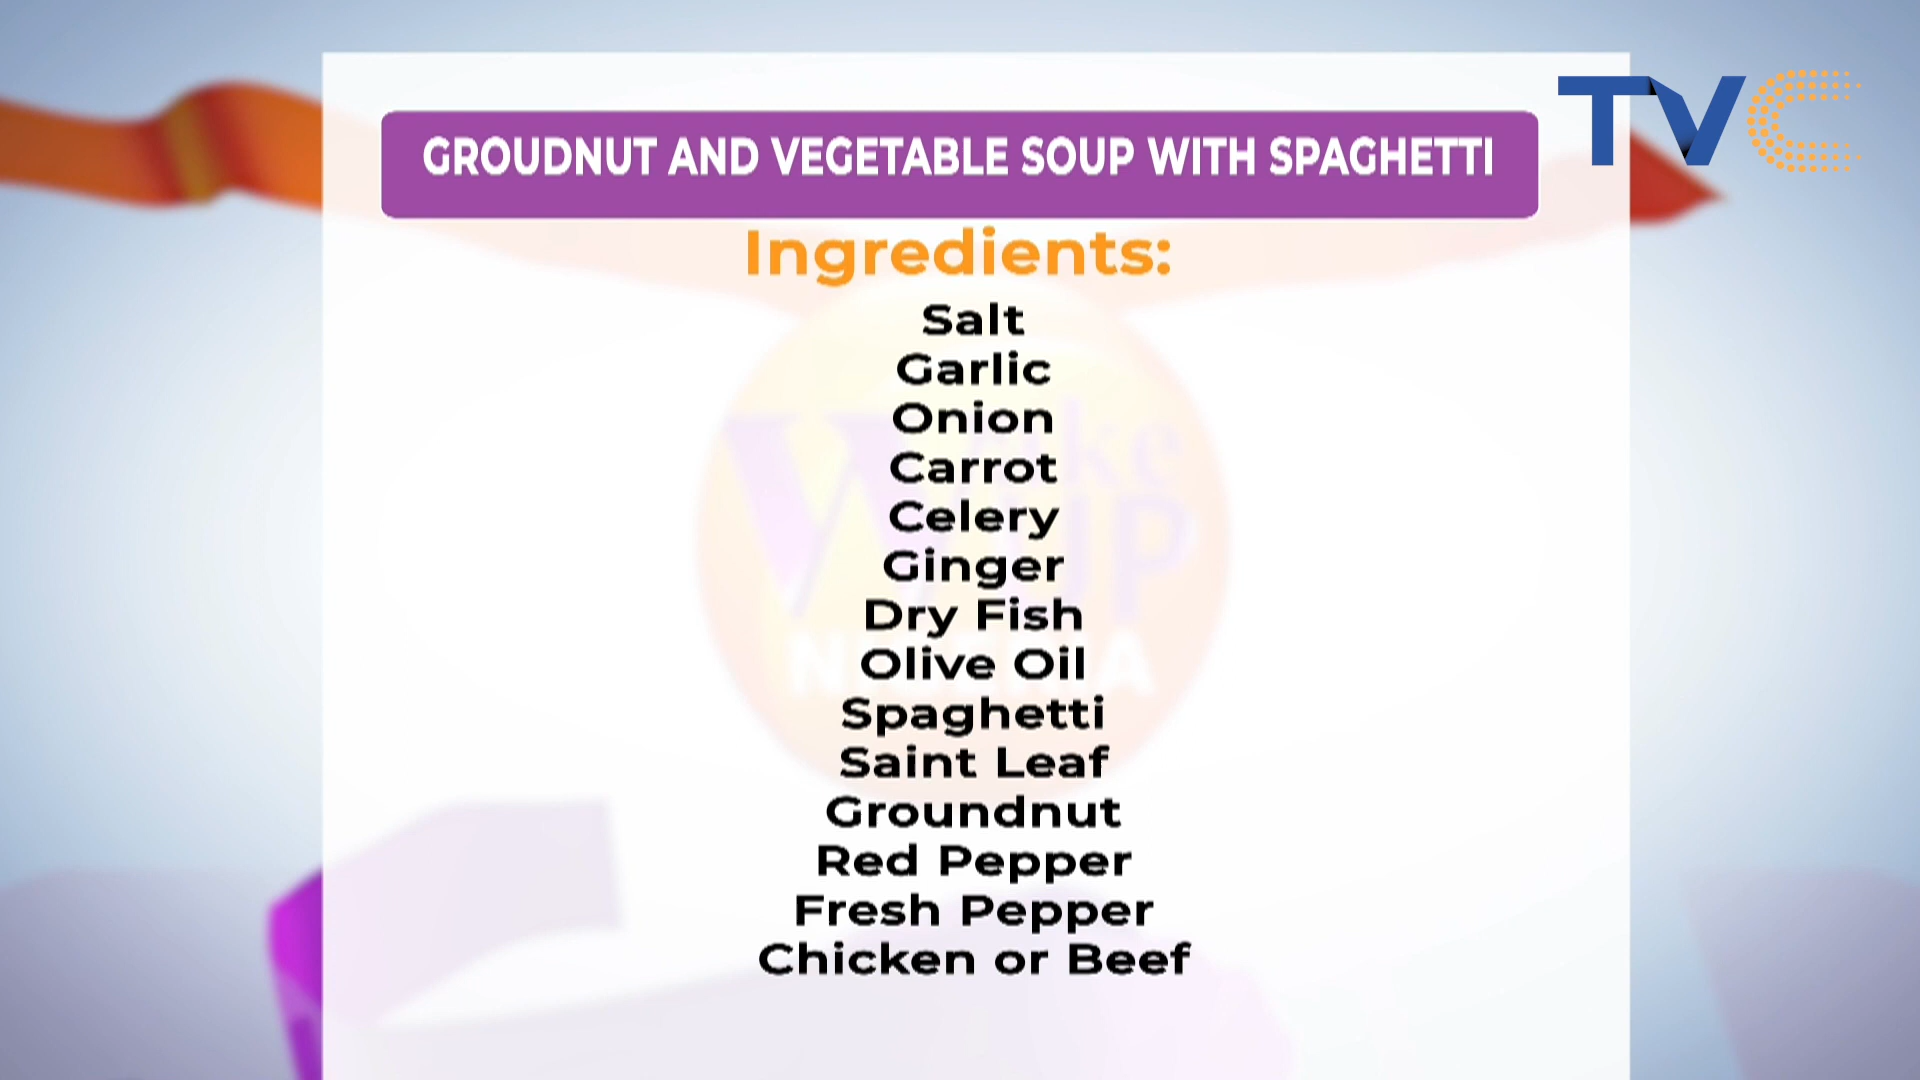 TVC
GROUDNUT AND VEGETABLE SOUP WITH SPAGHETTI
Ingredients:
Salt
Garlic
Onion
Carrot
Celery
Ginger
Dry Fish
Olive Oil
Spaghetti
Saint Leaf
Groundnut
Red Pepper
Fresh Pepper
Chicken or Beef